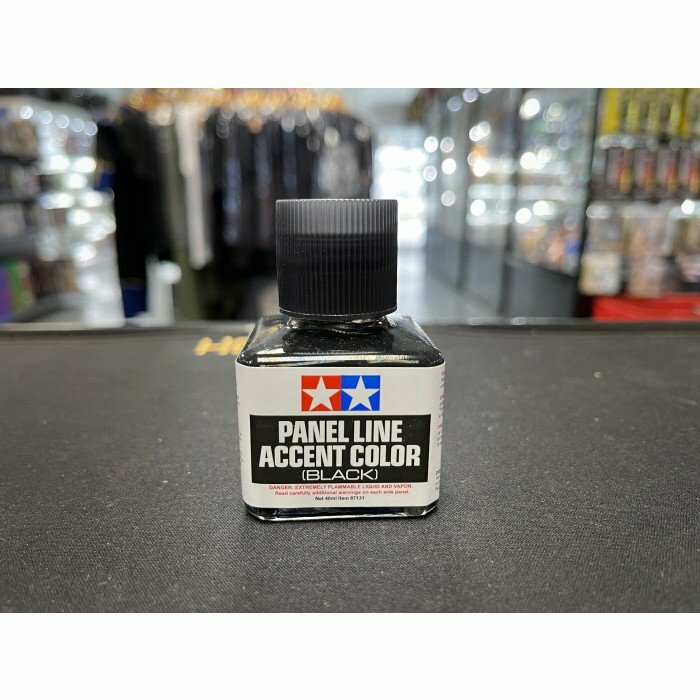 PANEL LINE
ACCENT COLOR
(BLACK)
DANGER: EXTREMELY FLAMMABLE LIQUID AND VAPOR.
Read carefully additional warnings on each side panel.
Net 40ml Item 87131